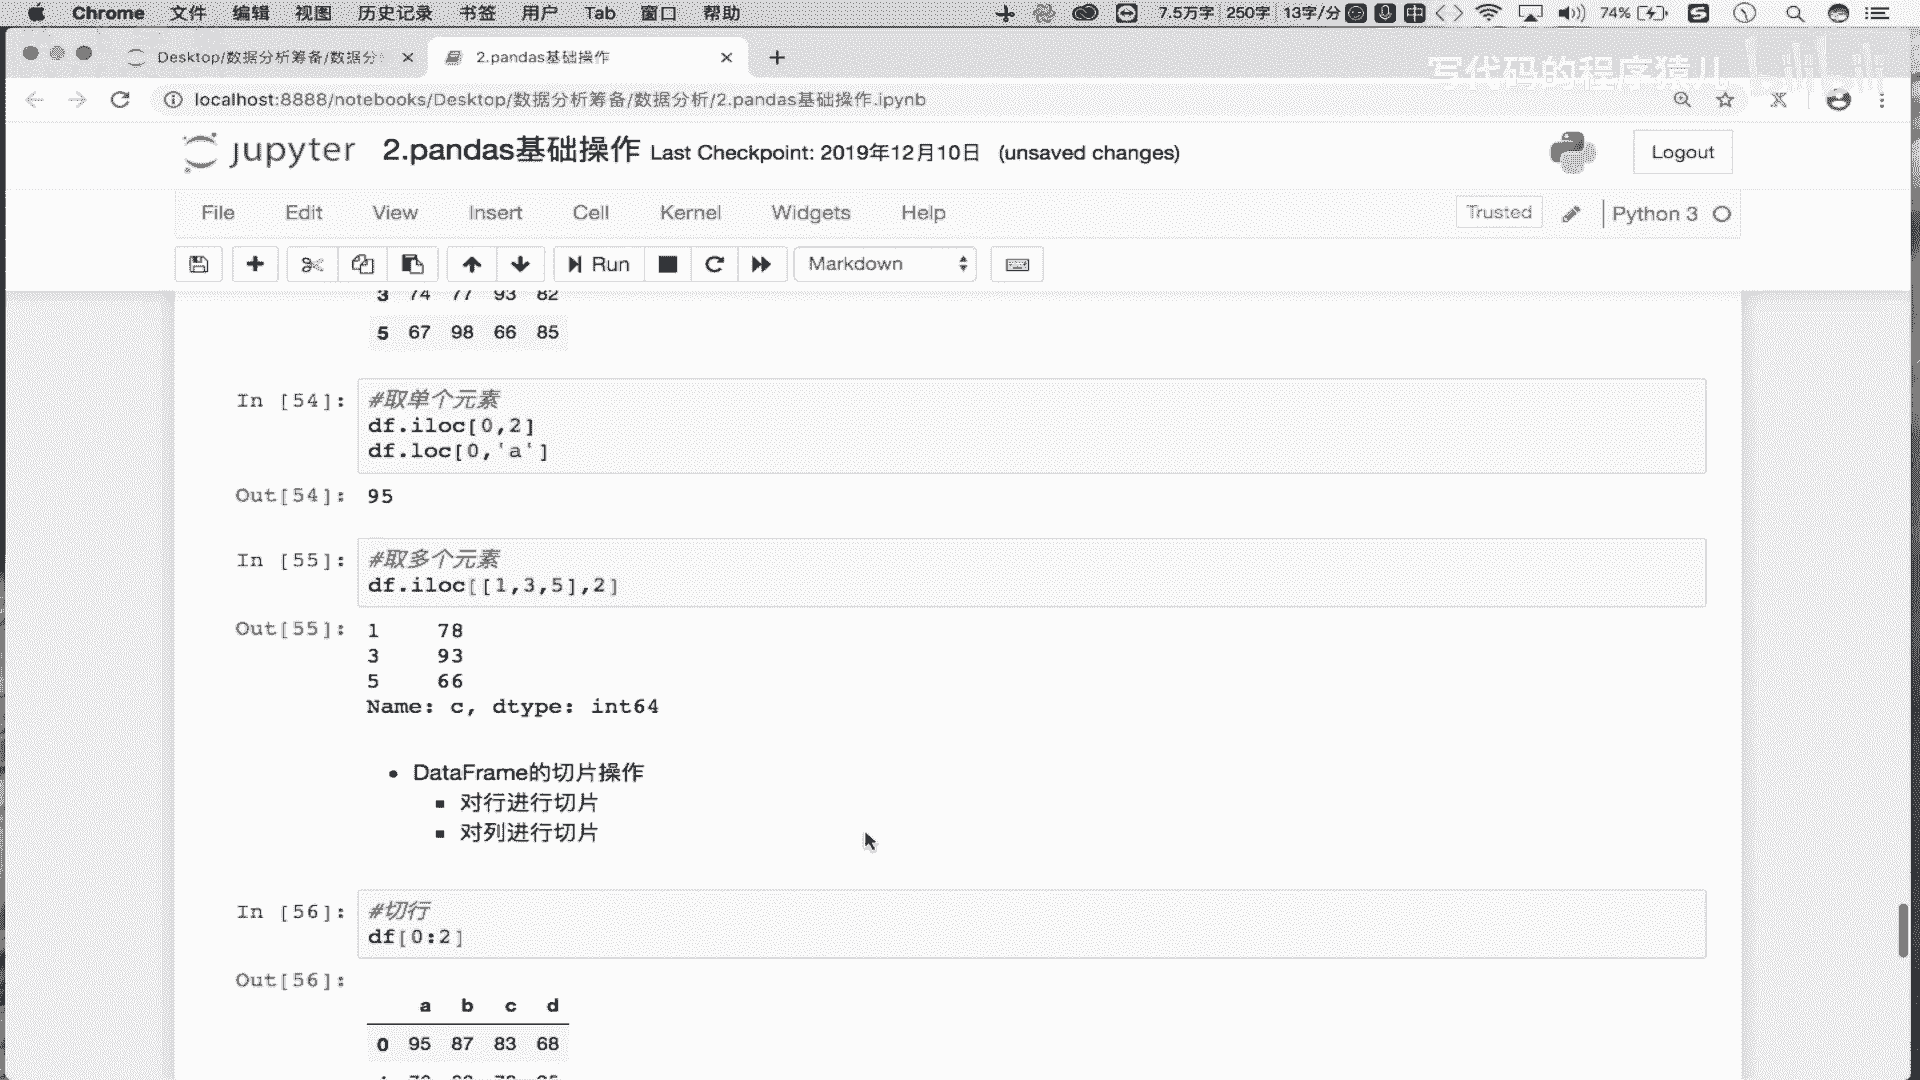 Chrome 文件 编辑 视图 历史记录 书签 用户 Tab 窗口 帮助 7.5万字 250字 13字/分 中 74%
Desktop/数据分析筹备/数据分 2.pandas基础操作
写代码的程序猿儿 bilibili
localhost:8888/notebooks/Desktop/数据分析筹备/数据分析/2.pandas基础操作.ipynb
jupyter 2.pandas基础操作 Last Checkpoint: 2019年12月10日 (unsaved changes) Logout
File Edit View Insert Cell Kernel Widgets Help Trusted Python 3
Run Markdown
3 74 77 93 82
5 67 98 66 85
In [54]: #取单个元素
df.iloc[0,2]
df.loc[0,'a']
Out[54]: 95
In [55]: #取多个元素
df.iloc[[1,3,5],2]
Out[55]: 1 78
3 93
5 66
Name: c, dtype: int64
DataFrame的切片操作
对行进行切片
对列进行切片
In [56]: #切行
df[0:2]
Out[56]:
a b c d
0 95 87 83 68